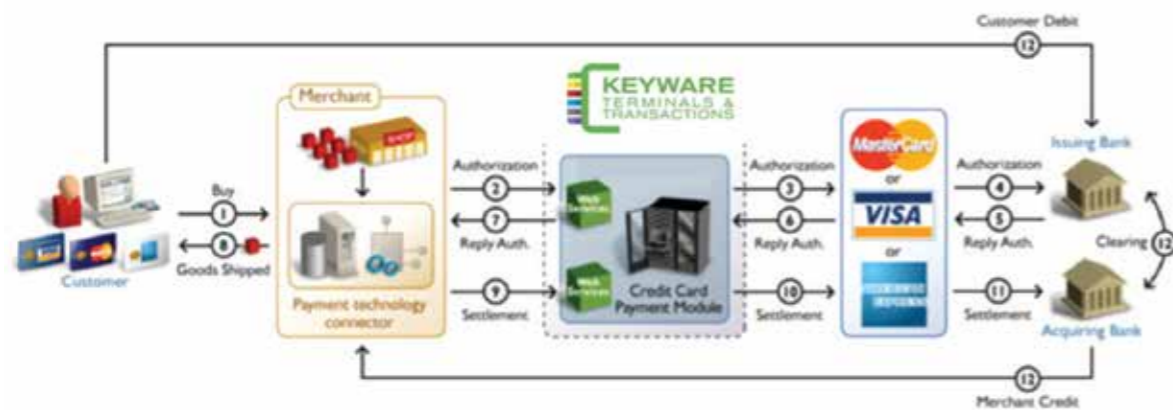 Customer Debit
12
KEYWARE
TERMINALS &
TRANSACTIONS
Merchant
SHOP
MasterCard
or
VISA
or
AMERICAN
EXPRESS
Issuing Bank
Authorization
2
Authorization
3
Authorization
4
Buy
1
Web
Services
7
Reply Auth.
6
Reply Auth.
5
Reply Auth.
8
Goods Shipped
Customer
Clearing
12
Payment technology
connector
9
Settlement
Web
Services
Credit Card
Payment Module
10
Settlement
11
Settlement
Acquiring Bank
12
Merchant Credit